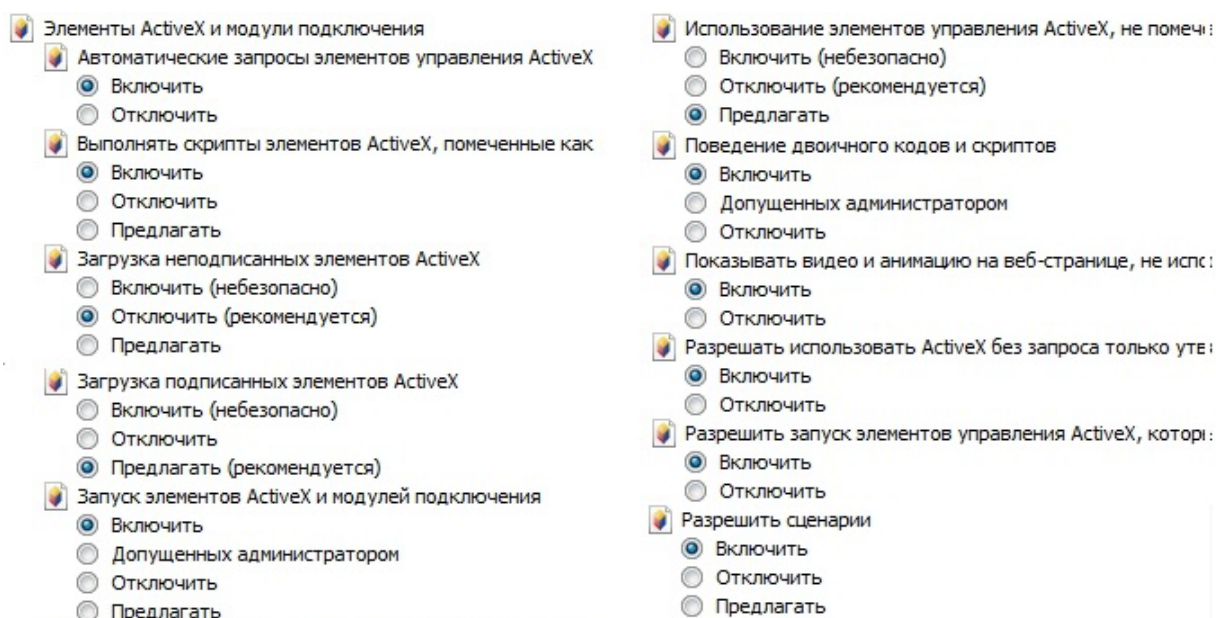 Элементы ActiveX и модули подключения
Автоматические запросы элементов управления ActiveX
Включить
Отключить
Выполнять скрипты элементов ActiveX, помеченные как
Включить
Отключить
Предлагать
Загрузка неподписанных элементов ActiveX
Включить (небезопасно)
Отключить (рекомендуется)
Предлагать
Загрузка подписанных элементов ActiveX
Включить (небезопасно)
Отключить
Предлагать (рекомендуется)
Запуск элементов ActiveX и модулей подключения
Включить
Допущенных администратором
Отключить
Предлагать
Использование элементов управления ActiveX, не помеч
Включить (небезопасно)
Отключить (рекомендуется)
Предлагать
Поведение двоичного кодов и скриптов
Включить
Допущенных администратором
Отключить
Показывать видео и анимацию на веб-странице, не испо
Включить
Отключить
Разрешать использовать ActiveX без запроса только утв
Включить
Отключить
Разрешить запуск элементов управления ActiveX, котор
Включить
Отключить
Разрешить сценарии
Включить
Отключить
Предлагать